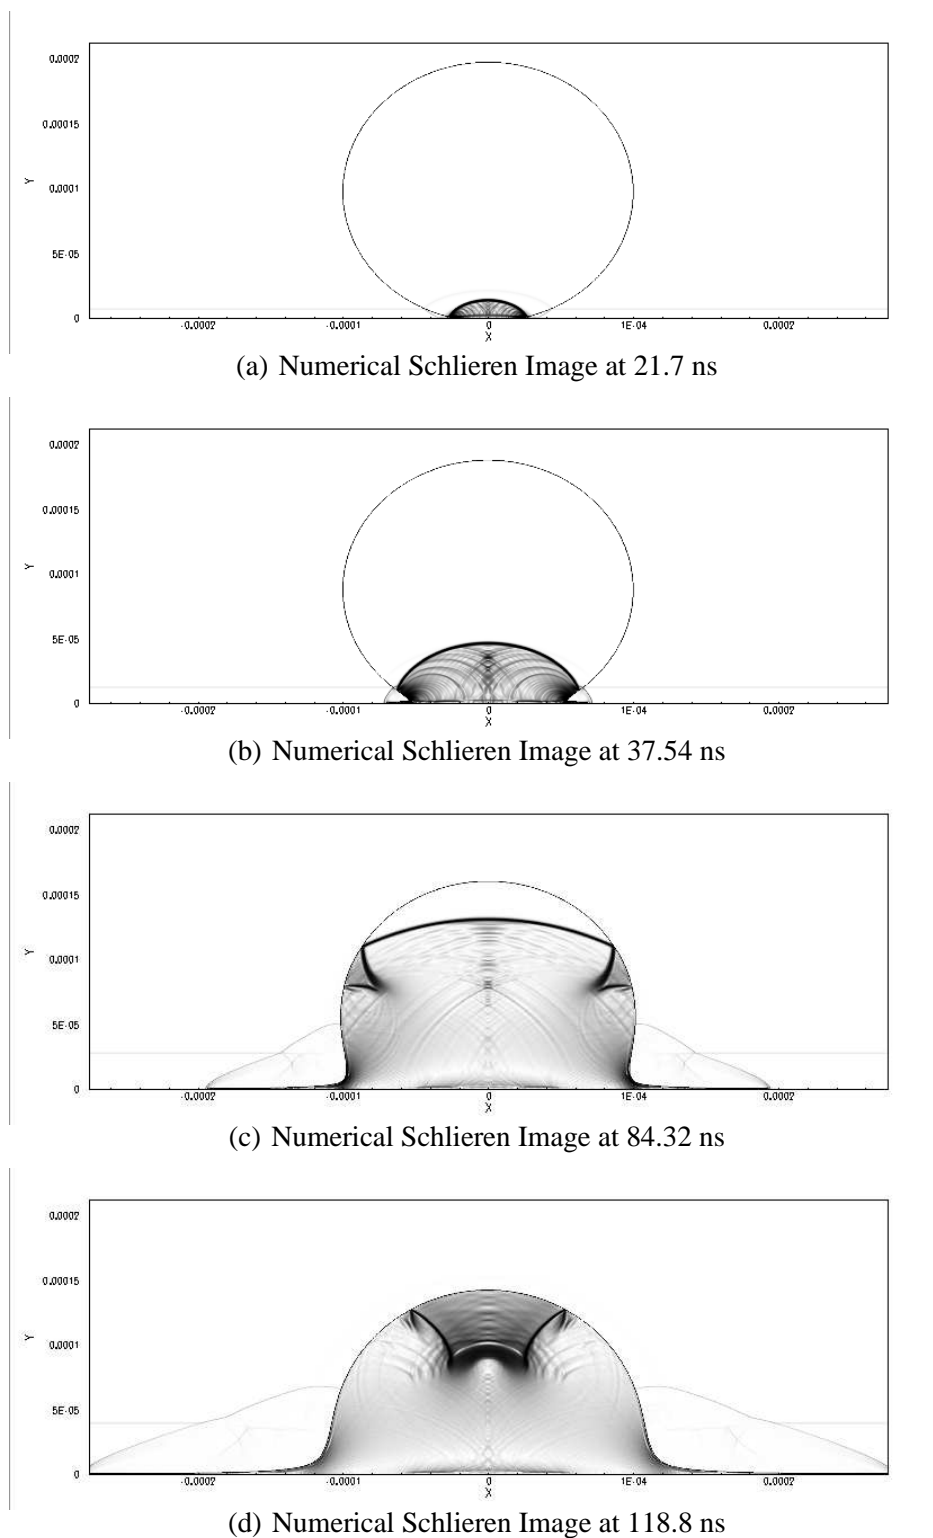 0.0002
0.00015
0.0001
5E-05
0
Y
-0.0002
-0.0001
0
1E-04
0.0002
X
(a) Numerical Schlieren Image at 21.7 ns
0.0002
0.00015
0.0001
5E-05
0
Y
-0.0002
-0.0001
0
1E-04
0.0002
X
(b) Numerical Schlieren Image at 37.54 ns
0.0002
0.00015
0.0001
5E-05
0
Y
-0.0002
-0.0001
0
1E-04
0.0002
X
(c) Numerical Schlieren Image at 84.32 ns
0.0002
0.00015
0.0001
5E-05
0
Y
-0.0002
-0.0001
0
1E-04
0.0002
X
(d) Numerical Schlieren Image at 118.8 ns